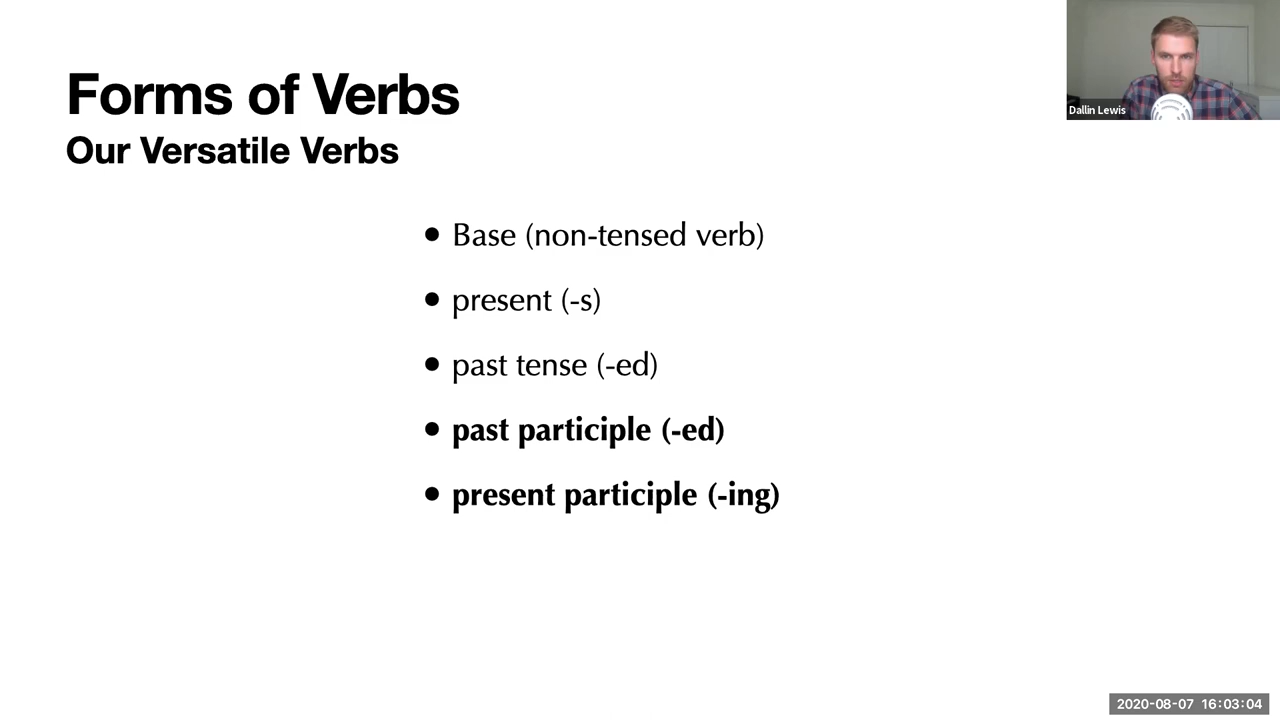 Forms of Verbs
Our Versatile Verbs
• Base (non-tensed verb)
• present (-s)
• past tense (-ed)
• past participle (-ed)
• present participle (-ing)
Dallin Lewis
2020-08-07 16:03:04